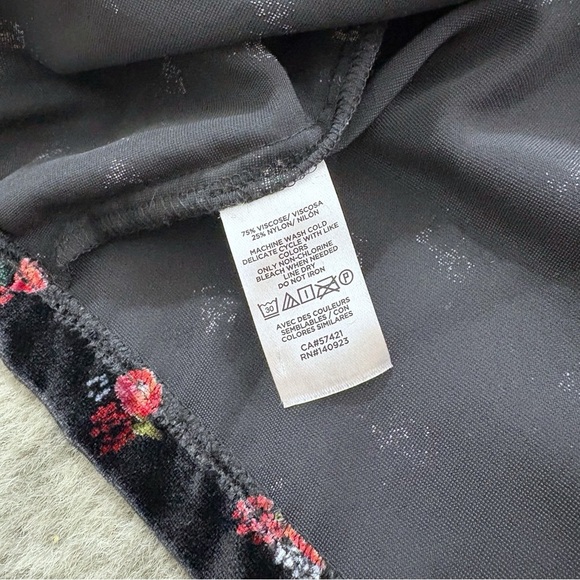 75% VISCOSE/ VISCOSA
25% NYLON/ NILÓN
MACHINE WASH COLD
DELICATE CYCLE WITH LIKE
COLORS
ONLY NON-CHLORINE
BLEACH WHEN NEEDED
LINE DRY
DO NOT IRON
30 P
AVEC DES COULEURS
SEMBLABLES / CON
COLORES SIMILARES
CA#57421
RN#140923